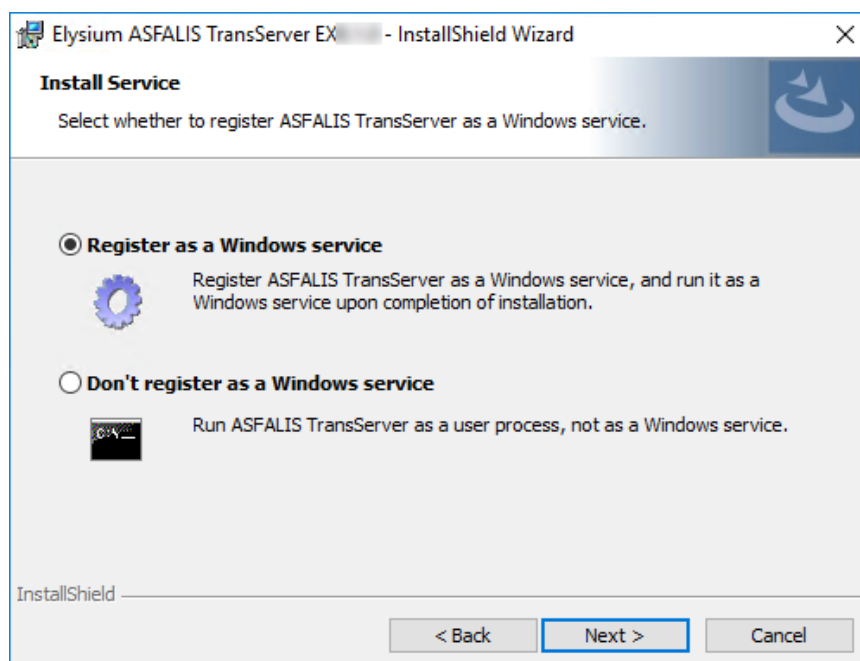 Elysium ASFALIS TransServer EX - InstallShield Wizard
Install Service
Select whether to register ASFALIS TransServer as a Windows service.
Register as a Windows service
Register ASFALIS TransServer as a Windows service, and run it as a
Windows service upon completion of installation.
Don't register as a Windows service
Run ASFALIS TransServer as a user process, not as a Windows service.
InstallShield
< Back
Next >
Cancel